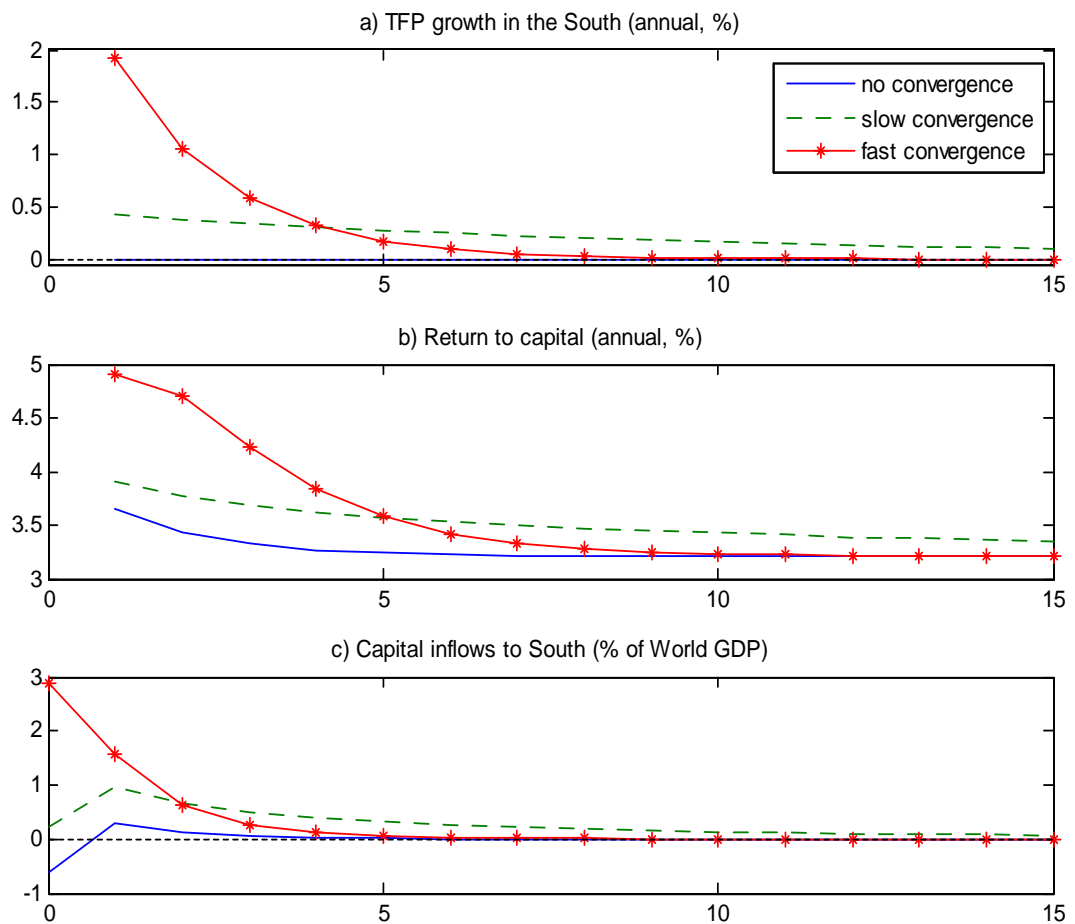 a) TFP growth in the South (annual, %)
2
1.5
1
0.5
0
0 5 10 15
no convergence
slow convergence
fast convergence
b) Return to capital (annual, %)
5
4.5
4
3.5
3
0 5 10 15
c) Capital inflows to South (% of World GDP)
3
2
1
0
-1
0 5 10 15